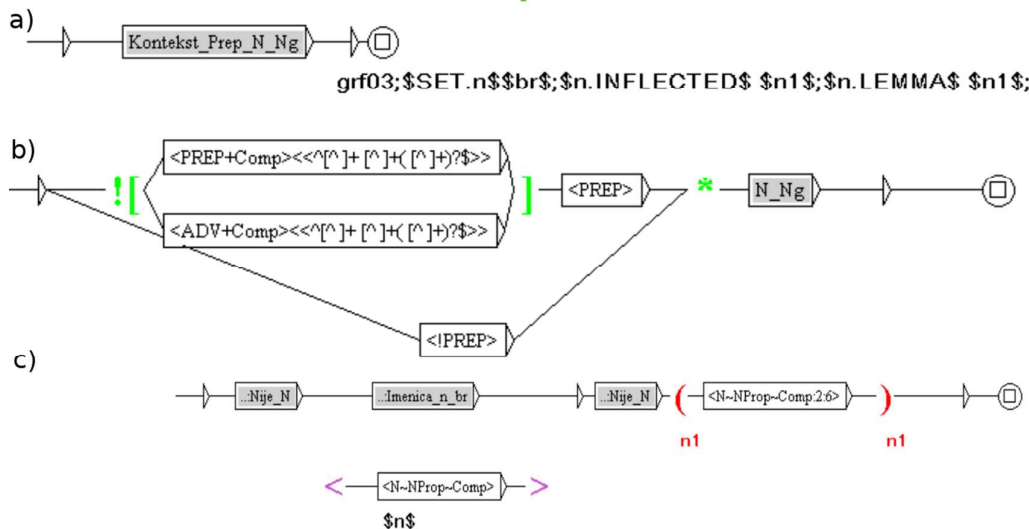 a)
Kontekst_Prep_N_Ng
grf03;$SET.n$$br$;$n.INFLECTED$ $n1$;$n.LEMMA$ $n1$;
b)
<PREP+Comp><<^[^ ]+ [^ ]+( [^ ]+)?$>>
![ ] <PREP> * N_Ng
<ADV+Comp><<^[^ ]+ [^ ]+( [^ ]+)?$>>
<!PREP>
c)
..:Nije_N ..:Imenica_n_br ..:Nije_N ( <N~NProp~Comp:2:6> )
n1 n1
< <N~NProp~Comp> >
$n$